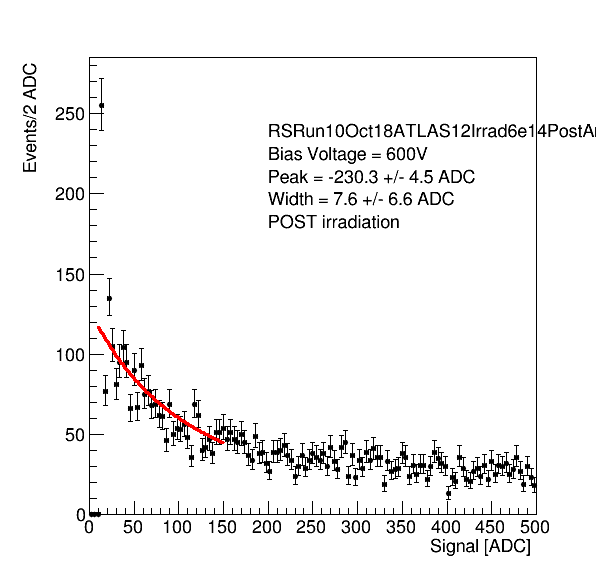 Events/2 ADC
250
200
150
100
50
0
RSRun10Oct18ATLAS12Irrad6e14PostAn
Bias Voltage = 600V
Peak = -230.3 +/- 4.5 ADC
Width = 7.6 +/- 6.6 ADC
POST irradiation
0 50 100 150 200 250 300 350 400 450 500
Signal [ADC]